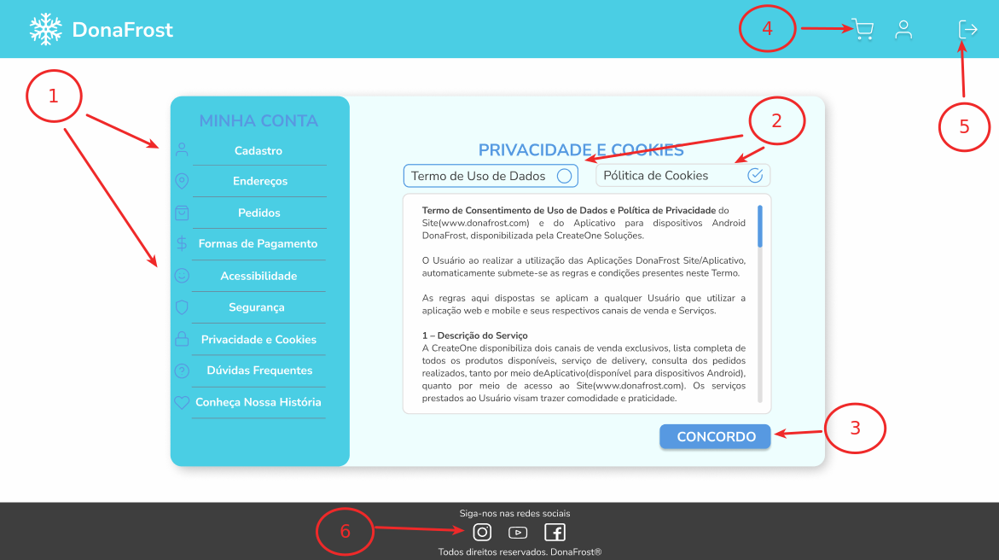 DonaFrost
4
1
5
2
MINHA CONTA
Cadastro
Endereços
Pedidos
Formas de Pagamento
Acessibilidade
Segurança
Privacidade e Cookies
Dúvidas Frequentes
Conheça Nossa História
PRIVACIDADE E COOKIES
Termo de Uso de Dados
Pólitica de Cookies
Termo de Consentimento de Uso de Dados e Política de Privacidade do
Site(www.donafrost.com) e do Aplicativo para dispositivos Android
DonaFrost, disponibilizada pela CreateOne Soluções.
O Usuário ao realizar a utilização das Aplicações DonaFrost Site/Aplicativo,
automaticamente submete-se as regras e condições presentes neste Termo.
As regras aqui dispostas se aplicam a qualquer Usuário que utilizar a
aplicação web e mobile e seus respectivos canais de venda e Serviços.
1 – Descrição do Serviço
A CreateOne disponibiliza dois canais de venda exclusivos, lista completa de
todos os produtos disponíveis, serviço de delivery, consulta dos pedidos
realizados, tanto por meio deAplicativo(disponível para dispositivos Android),
quanto por meio de acesso ao Site(www.donafrost.com). Os serviços
prestados ao Usuário visam trazer comodidade e praticidade.
CONCORDO
3
Siga-nos nas redes sociais
6
Todos direitos reservados. DonaFrost®